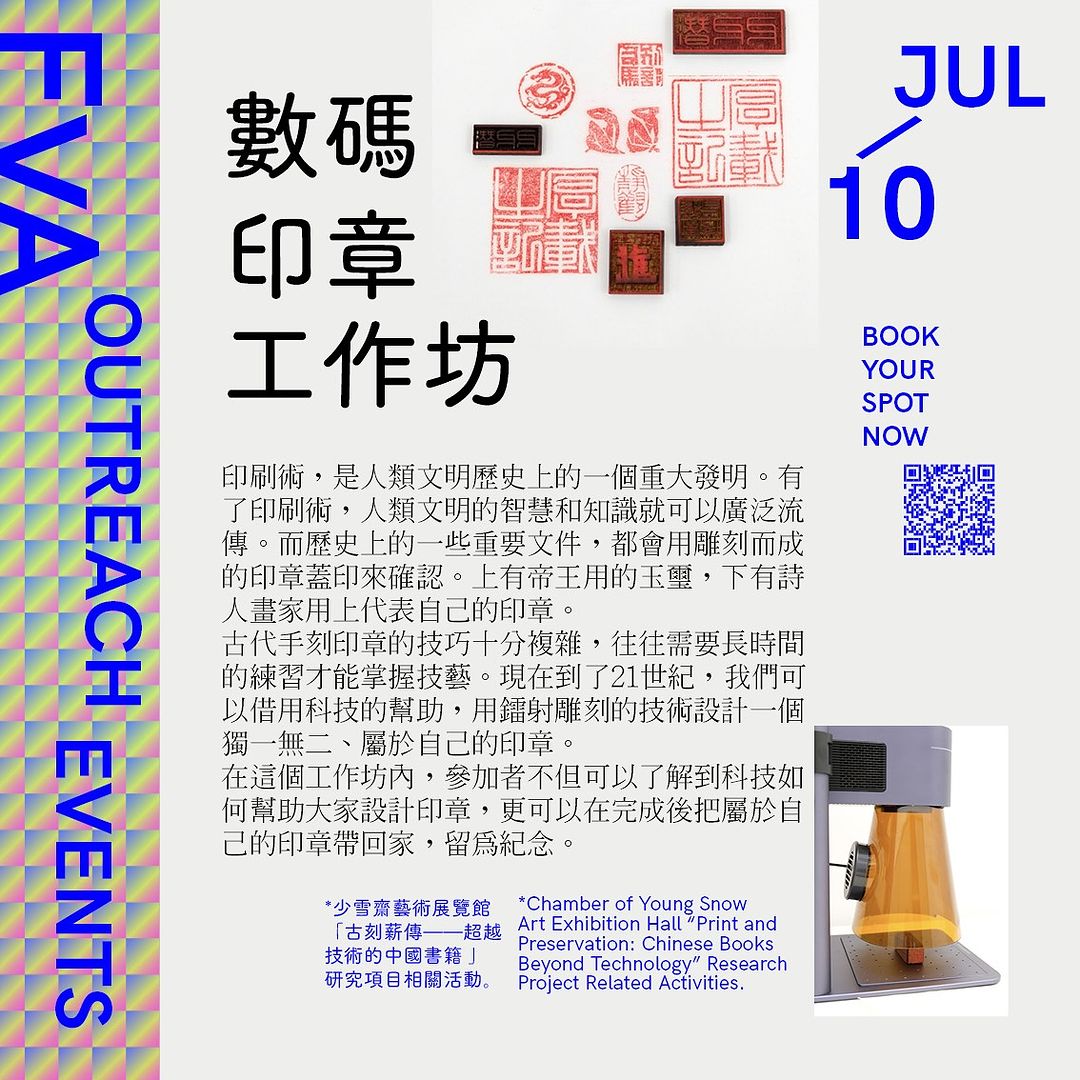 FVA
OUTREACH EVENTS
數碼
印章
工作坊
JUL
/
10
BOOK
YOUR
SPOT
NOW
印刷術，是人類文明歷史上的一個重大發明。有
了印刷術，人類文明的智慧和知識就可以廣泛流
傳。而歷史上的一些重要文件，都會用雕刻而成
的印章蓋印來確認。上有帝王用的玉璽，下有詩
人畫家用上代表自己的印章。
古代手刻印章的技巧十分複雜，往往需要長時間
的練習才能掌握技藝。現在到了21世紀，我們可
以借用科技的幫助，用鐳射雕刻的技術設計一個
獨一無二、屬於自己的印章。
在這個工作坊內，參加者不但可以了解到科技如
何幫助大家設計印章，更可以在完成後把屬於自
己的印章帶回家，留爲紀念。
*少雪齋藝術展覽館
「古刻薪傳——超越
技術的中國書籍 」
研究項目相關活動。
*Chamber of Young Snow
Art Exhibition Hall “Print and
Preservation: Chinese Books
Beyond Technology” Research
Project Related Activities.